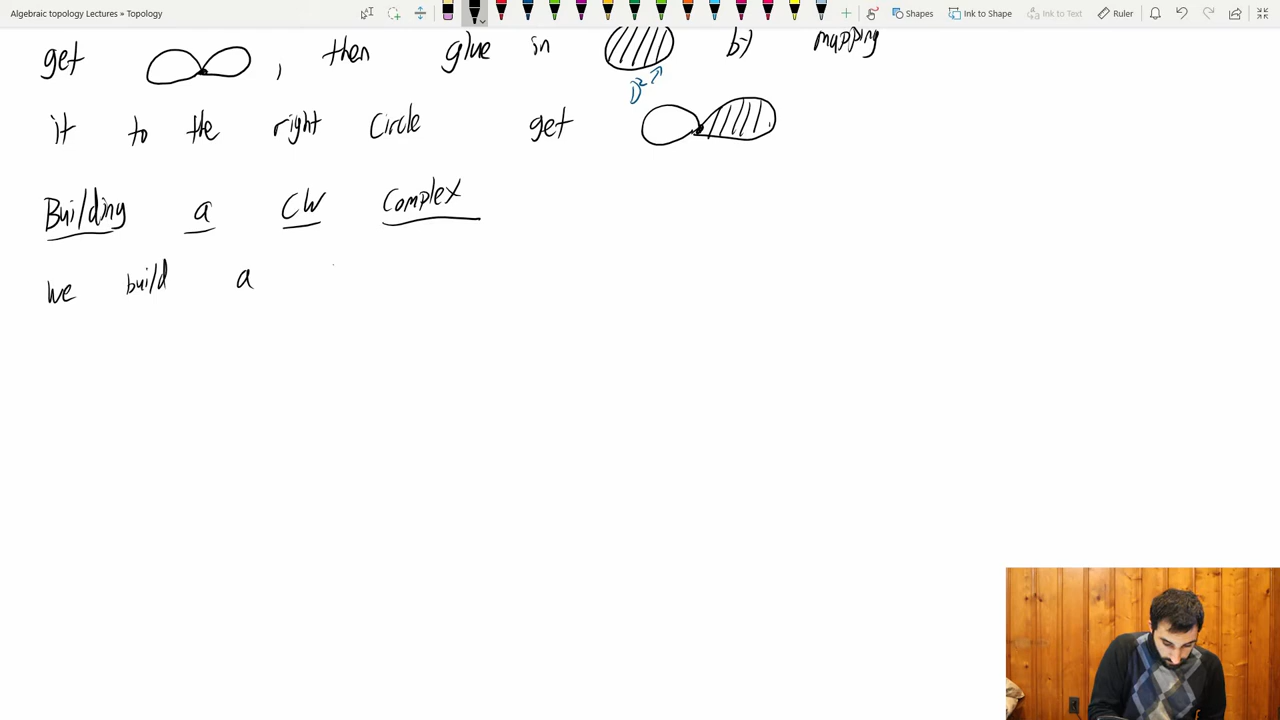 Algebraic topology Lectures » Topology
Shapes Ink to Shape Ink to Text Ruler
get , then glue in by mapping
D²
it to the right Circle get
Building a CW Complex
we build a